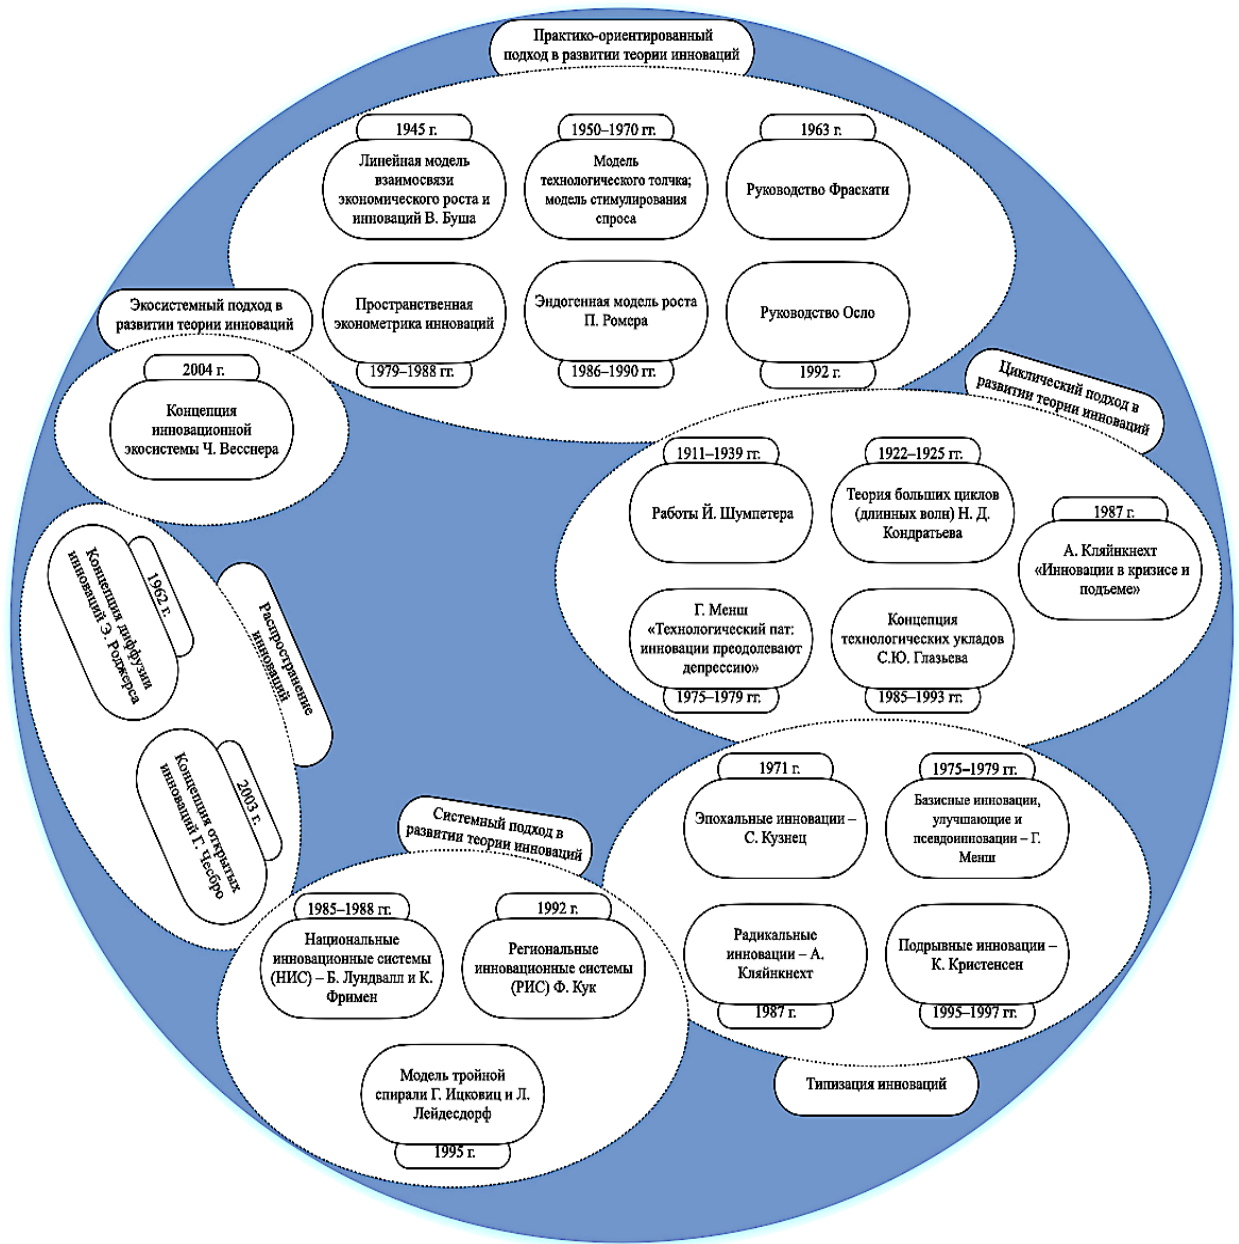 Практико-ориентированный
подход в развитии теории инноваций
1945 г.
Линейная модель
взаимосвязи
экономического роста и
инноваций В. Буша
1950–1970 гг.
Модель
технологического толчка;
модель стимулирования
спроса
1963 г.
Руководство Фраскати
Пространственная
эконометрика инноваций
1979–1988 гг.
Эндогенная модель роста
П. Ромера
1986–1990 гг.
Руководство Осло
1992 г.
Экосистемный подход в
развитии теории инноваций
2004 г.
Концепция
инновационной
экосистемы Ч. Весснера
Циклический подход в
развитии теории инноваций
1911–1939 гг.
Работы Й. Шумпетера
1922–1925 гг.
Теория больших циклов
(длинных волн) Н. Д.
Кондратьева
1987 г.
А. Кляйнкнехт
«Инновации в кризисе и
подъеме»
Г. Менш
«Технологический пат:
инновации преодолевают
депрессию»
1975–1979 гг.
Концепция
технологических укладов
С.Ю. Глазьева
1985–1993 гг.
Распространение
инноваций
1962 г.
Концепция диффузии
инноваций Э. Роджерса
2003 г.
Концепция открытых
инноваций Г. Чесбро
Системный подход в
развитии теории инноваций
1985–1988 гг.
Национальные
инновационные системы
(НИС) – Б. Лундвалл и К.
Фримен
1992 г.
Региональные
инновационные системы
(РИС) Ф. Кук
Модель тройной
спирали Г. Ицковиц и Л.
Лейдесдорф
1995 г.
1971 г.
Эпохальные инновации –
С. Кузнец
1975–1979 гг.
Базисные инновации,
улучшающие и
псевдоинновации – Г.
Менш
Радикальные
инновации – А.
Кляйнкнехт
1987 г.
Подрывные инновации –
К. Кристенсен
1995–1997 гг.
Типизация инноваций